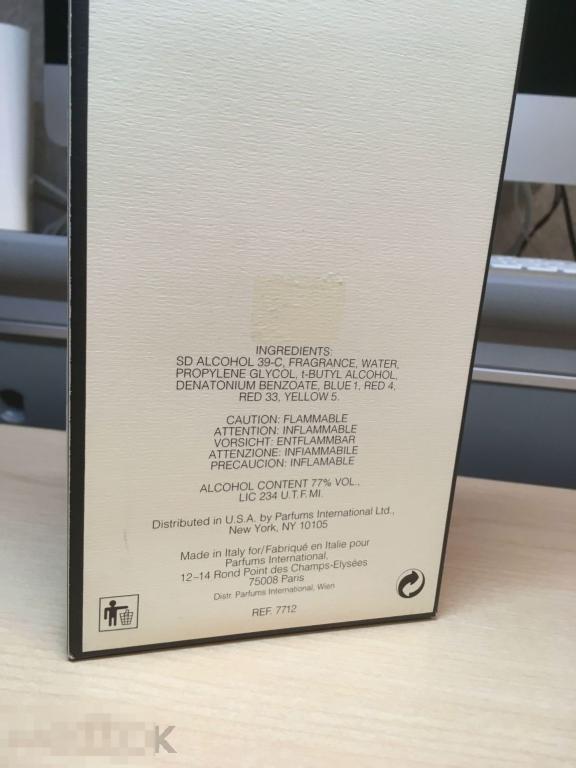 INGREDIENTS:
SD ALCOHOL 39-C, FRAGRANCE, WATER,
PROPYLENE GLYCOL, t-BUTYL ALCOHOL,
DENATONIUM BENZOATE, BLUE 1, RED 4,
RED 33, YELLOW 5.
CAUTION: FLAMMABLE
ATTENTION: INFLAMMABLE
VORSICHT: ENTFLAMMBAR
ATTENZIONE: INFIAMMABILE
PRECAUCION: INFLAMABLE
ALCOHOL CONTENT 77% VOL.,
LIC 234 U.T.F. MI.
Distributed in U.S.A. by Parfums International Ltd.,
New York, NY 10105
Made in Italy for/Fabriqué en Italie pour
Parfums International,
12–14 Rond Point des Champs-Elysées
75008 Paris
Distr. Parfums International, Wien
REF. 7712
K